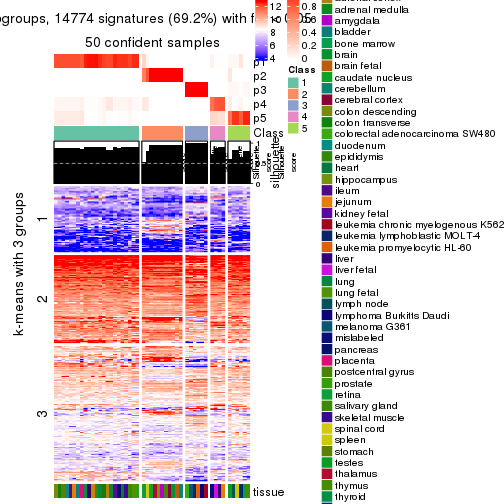 groups, 14774 signatures (69.2%) with f
50 confident samples
p1
p2
p3
p4
p5
Class
1
0.5
0
silhouette
score
k-means with 3 groups
1
2
3
tissue
12
10
8
6
4
0.8
0.6
0.4
0.2
0
Class
1
2
3
4
5
adrenal medulla
amygdala
bladder
bone marrow
brain
brain fetal
caudate nucleus
cerebellum
cerebral cortex
colon descending
colon transverse
colorectal adenocarcinoma SW480
duodenum
epididymis
heart
hippocampus
ileum
jejunum
kidney fetal
leukemia chronic myelogenous K562
leukemia lymphoblastic MOLT-4
leukemia promyelocytic HL-60
liver
liver fetal
lung
lung fetal
lymph node
lymphoma Burkitts Daudi
melanoma G361
mislabeled
pancreas
placenta
postcentral gyrus
prostate
retina
salivary gland
skeletal muscle
spinal cord
spleen
stomach
testes
thalamus
thymus
thyroid